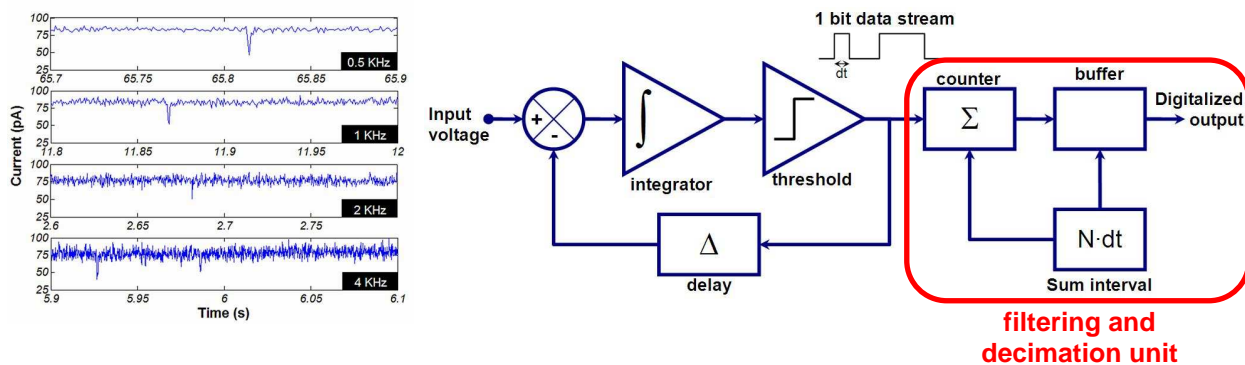 Current (pA)
100
75
50
25
0.5 KHz
65.7
65.75
65.8
65.85
65.9
100
75
50
25
1 KHz
11.8
11.85
11.9
11.95
12
100
75
50
25
2 KHz
2.6
2.65
2.7
2.75
100
75
50
25
4 KHz
5.9
5.95
6
6.05
6.1
Time (s)
1 bit data stream
dt
Input
voltage
+
-
∫
integrator
threshold
Δ
delay
counter
Σ
buffer
Digitalized
output
N·dt
Sum interval
filtering and
decimation unit